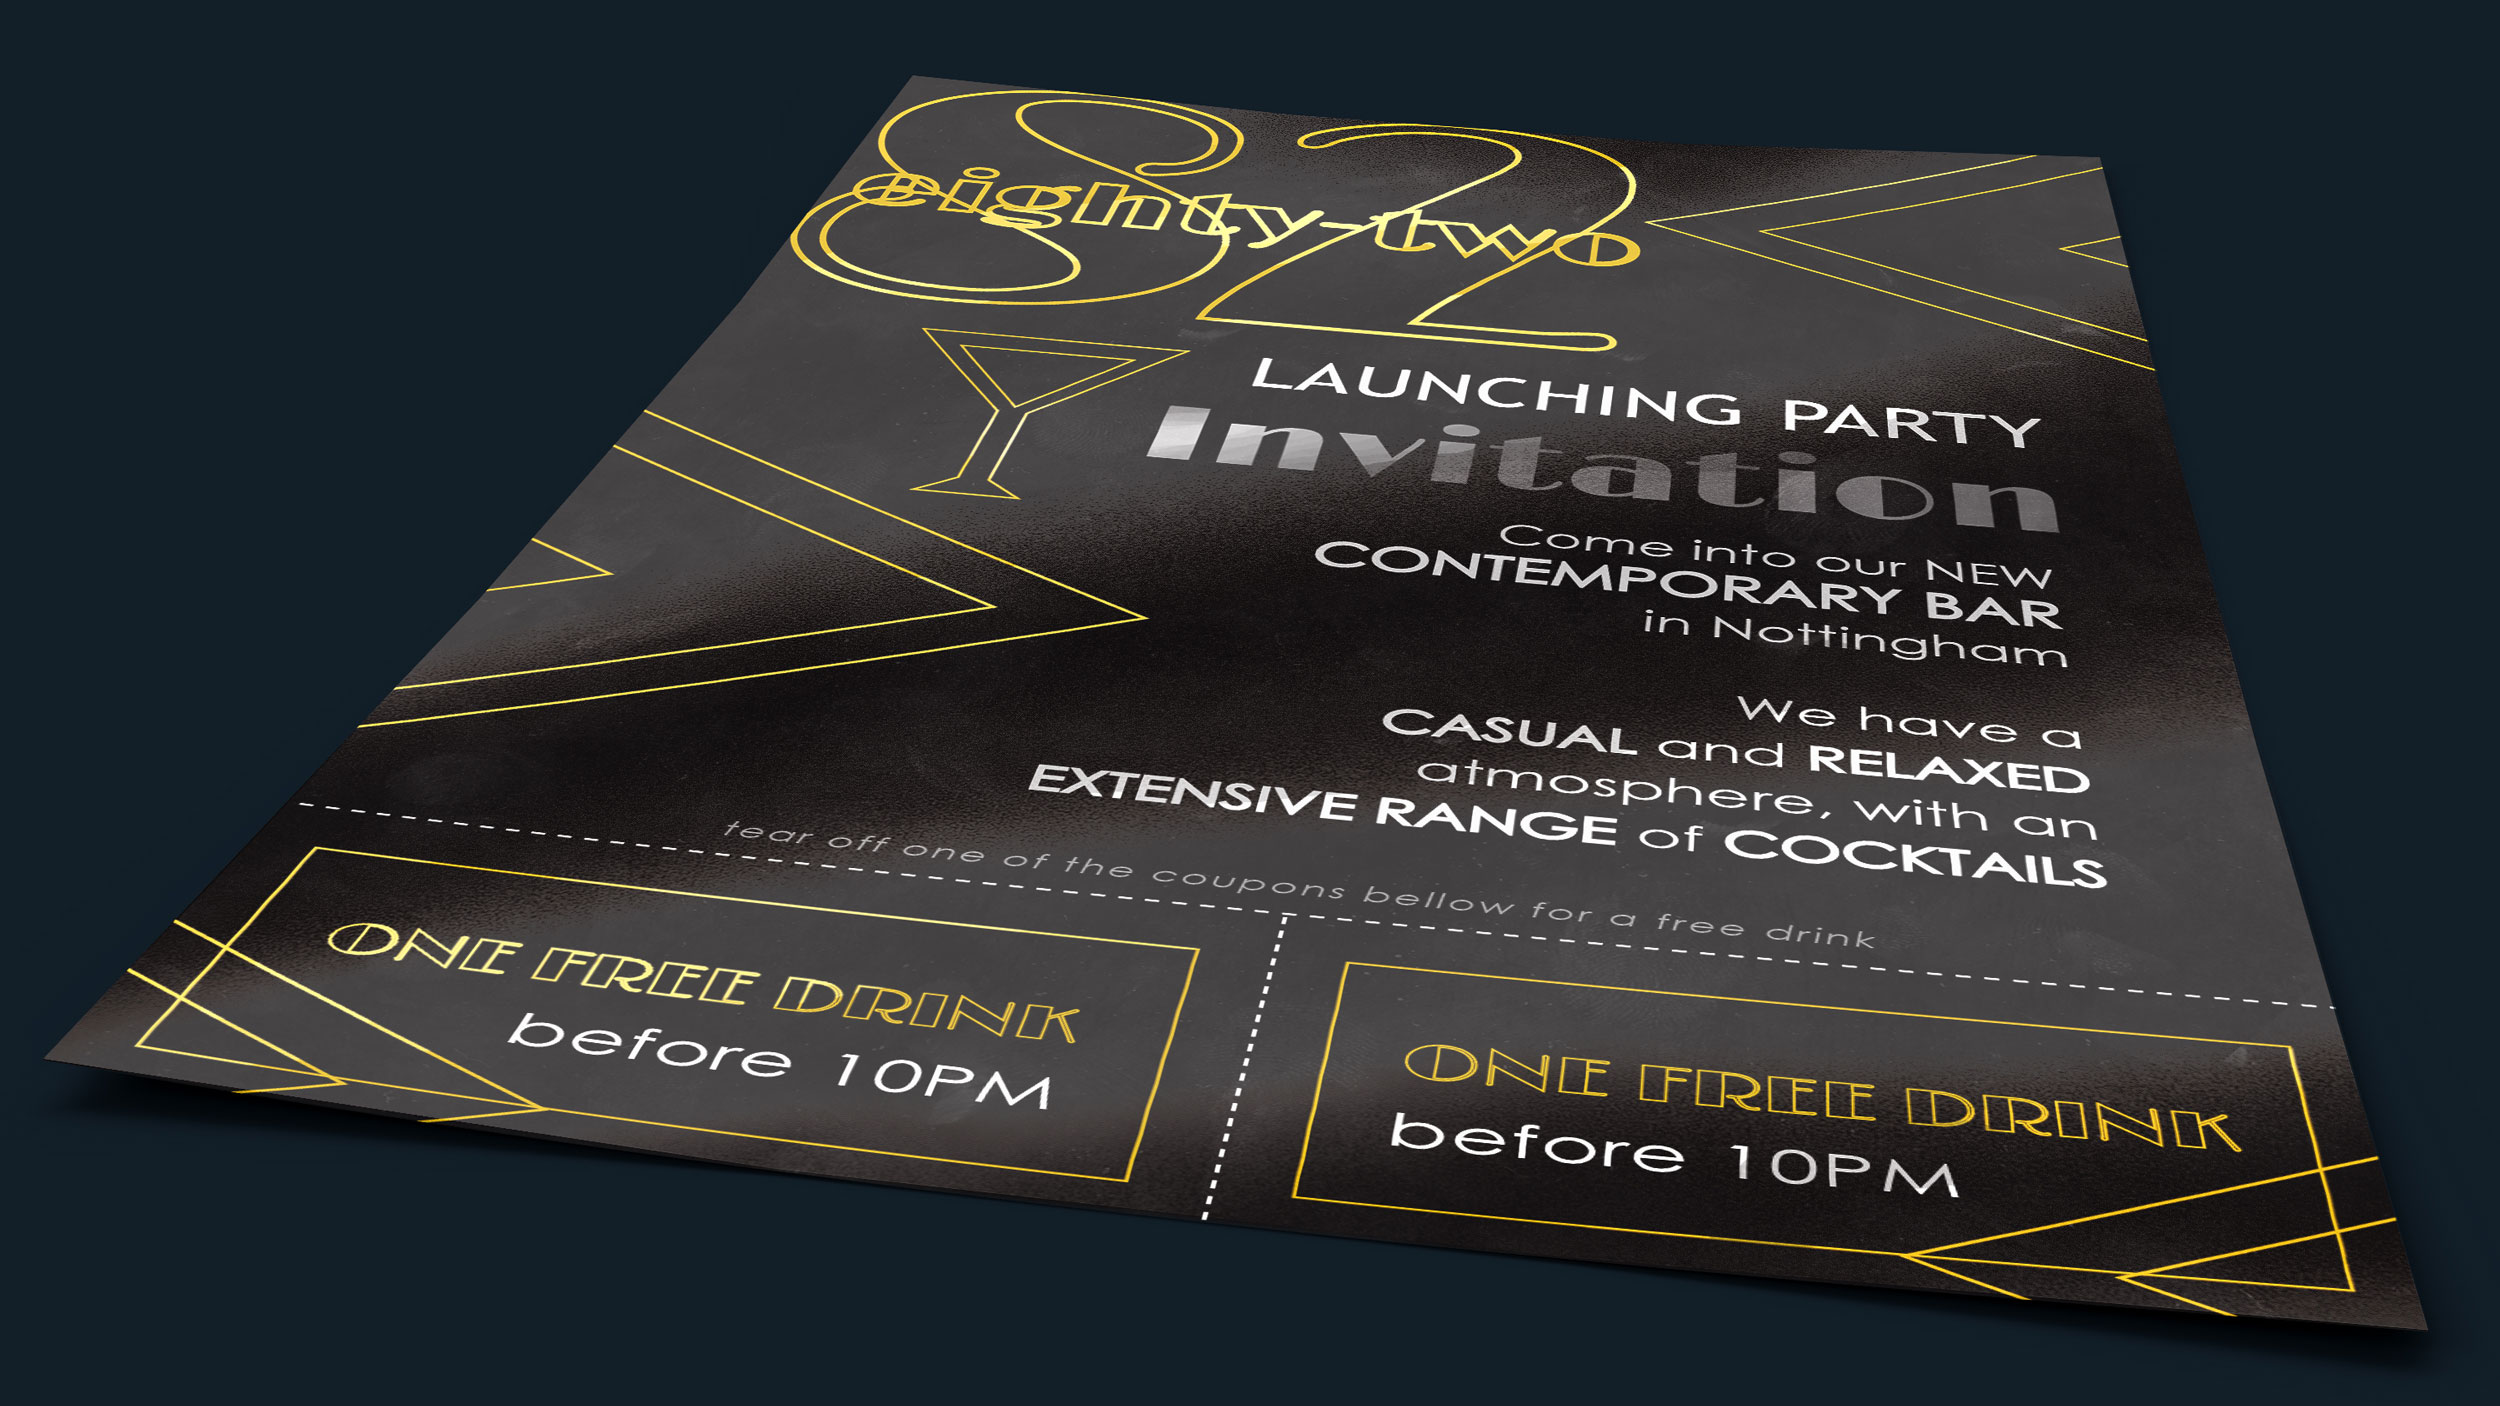 82
eighty-two
LAUNCHING PARTY
Invitation
Come into our NEW
CONTEMPORARY BAR
in Nottingham
We have a
CASUAL and RELAXED
atmosphere, with an
EXTENSIVE RANGE of COCKTAILS
tear off one of the coupons bellow for a free drink
ONE FREE DRINK
before 10PM
ONE FREE DRINK
before 10PM